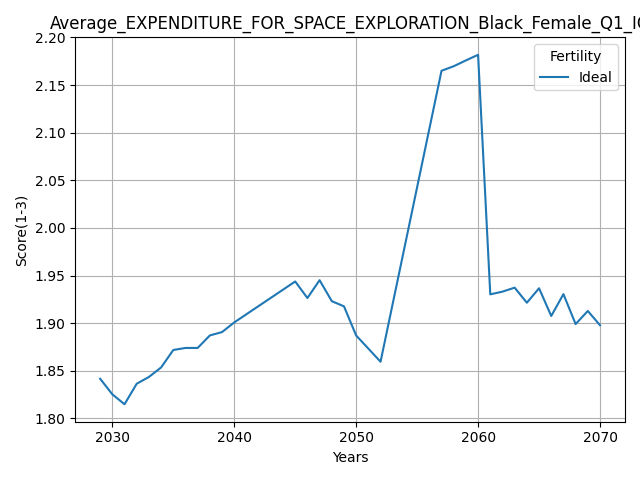 Average_EXPENDITURE_FOR_SPACE_EXPLORATION_Black_Female_Q1_I
Fertility
Ideal
2.20
2.15
2.10
2.05
2.00
1.95
1.90
1.85
1.80
Score(1-3)
2030 2040 2050 2060 2070
Years